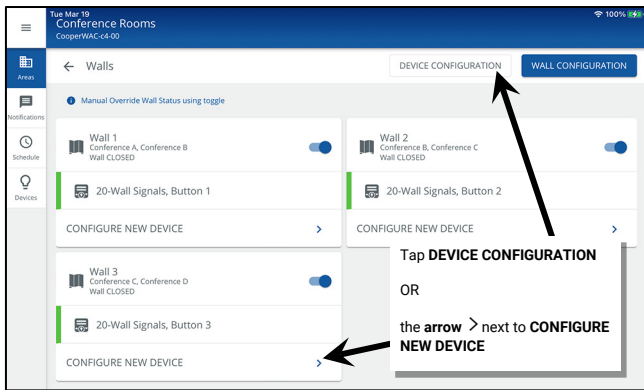 Tue Mar 19
100%
Conference Rooms
CooperWAC-c4-00
Areas
Notifications
Schedule
Devices
Walls
DEVICE CONFIGURATION
WALL CONFIGURATION
Manual Override Wall Status using toggle
Wall 1
Conference A, Conference B
Wall CLOSED
20-Wall Signals, Button 1
CONFIGURE NEW DEVICE
Wall 2
Conference B, Conference C
Wall CLOSED
20-Wall Signals, Button 2
CONFIGURE NEW DEVICE
Wall 3
Conference C, Conference D
Wall CLOSED
20-Wall Signals, Button 3
CONFIGURE NEW DEVICE
Tap DEVICE CONFIGURATION
OR
the arrow > next to CONFIGURE
NEW DEVICE